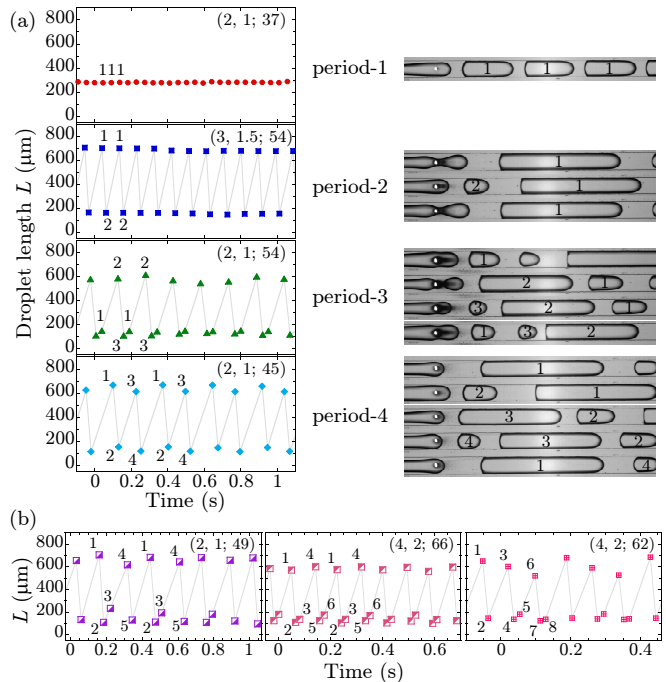 (a)
Droplet length L (µm)
800
600
400
200
0
111
(2, 1; 37)
period-1
1 1 1
800
600
400
200
0
1 1
2 2
(3, 1.5; 54)
period-2
1
2 1
1
800
600
400
200
0
2 2
1 1
3 3
(2, 1; 54)
period-3
1
2 1
3 2
1 3 2
800
600
400
200
0
1 3 1 3
2 4 2 4
(2, 1; 45)
period-4
1
2 1
3 2
4 3 2
1 4
0 0.2 0.4 0.6 0.8 1
Time (s)
(b)
L (µm)
800
600
400
200
0
1 4 1 4
3 3
2 5 2 5
(2, 1; 49)
1 4 1 4
3 6 3 6
2 5 2 5
(4, 2; 66)
1 3 6
5
2 4 7 8
(4, 2; 62)
0 0.2 0.4 0.6 0.8 1
0 0.2 0.4 0.6
0 0.2 0.4
Time (s)